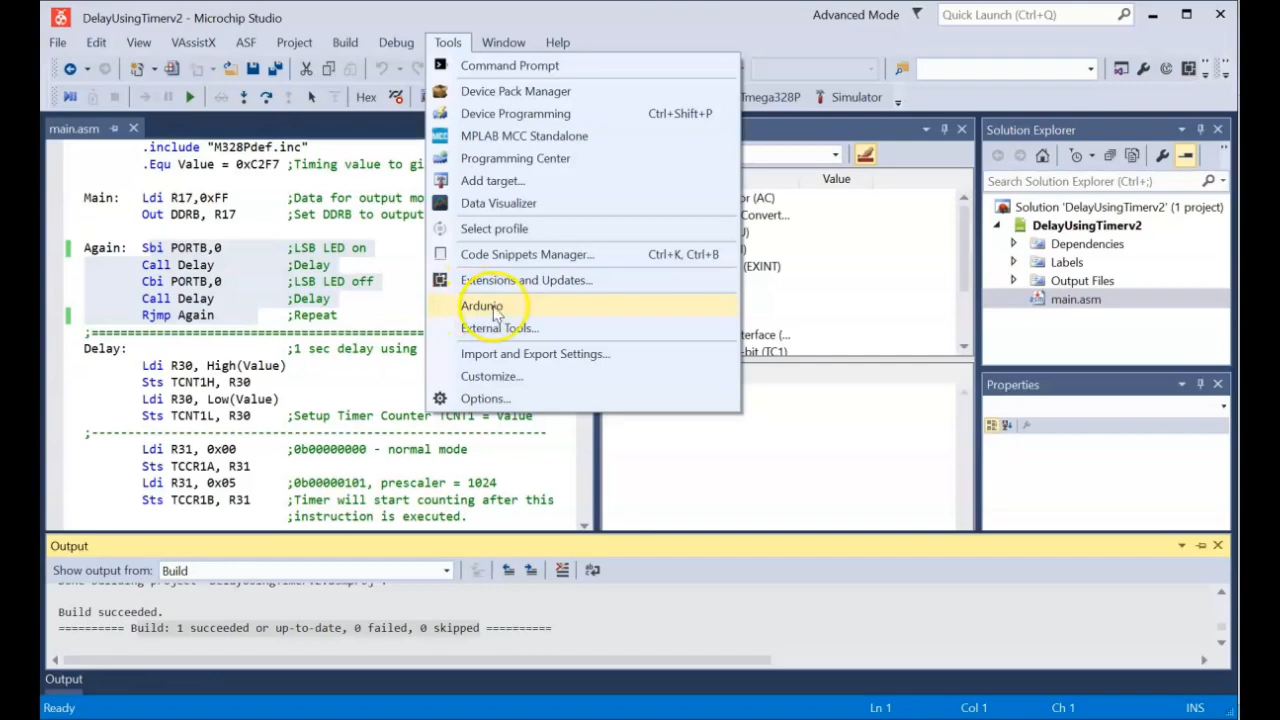 DelayUsingTimerv2 - Microchip Studio
Advanced Mode
Quick Launch (Ctrl+Q)
File Edit View VAssistX ASF Project Build Debug Tools Window Help
Hex
Tmega328P Simulator
Command Prompt
Device Pack Manager
Device Programming Ctrl+Shift+P
MPLAB MCC Standalone
Programming Center
Add target...
Data Visualizer
Select profile
Code Snippets Manager... Ctrl+K, Ctrl+B
Extensions and Updates...
Ardunio
External Tools...
Import and Export Settings...
Customize...
Options...
main.asm
.include "M328Pdef.inc"
.Equ Value = 0xC2F7 ;Timing value to gi
Main: Ldi R17,0xFF ;Data for output mo
Out DDRB, R17 ;Set DDRB to output
Again: Sbi PORTB,0 ;LSB LED on
Call Delay ;Delay
Cbi PORTB,0 ;LSB LED off
Call Delay ;Delay
Rjmp Again ;Repeat
;=====================================================
Delay: ;1 sec delay using
Ldi R30, High(Value)
Sts TCNT1H, R30
Ldi R30, Low(Value)
Sts TCNT1L, R30 ;Setup Timer Counter TCNT1 = Value
;-------------------------------------------------------
Ldi R31, 0x00 ;0b00000000 - normal mode
Sts TCCR1A, R31
Ldi R31, 0x05 ;0b00000101, prescaler = 1024
Sts TCCR1B, R31 ;Timer will start counting after this
;instruction is executed.
Value
or (AC)
Convert...
U)
)
(EXINT)
terface (...
-bit (TC1)
Solution Explorer
Search Solution Explorer (Ctrl+;)
Solution 'DelayUsingTimerv2' (1 project)
DelayUsingTimerv2
Dependencies
Labels
Output Files
main.asm
Properties
Output
Show output from: Build
Build succeeded.
========== Build: 1 succeeded or up-to-date, 0 failed, 0 skipped ==========
Output
Ready Ln 1 Col 1 Ch 1 INS